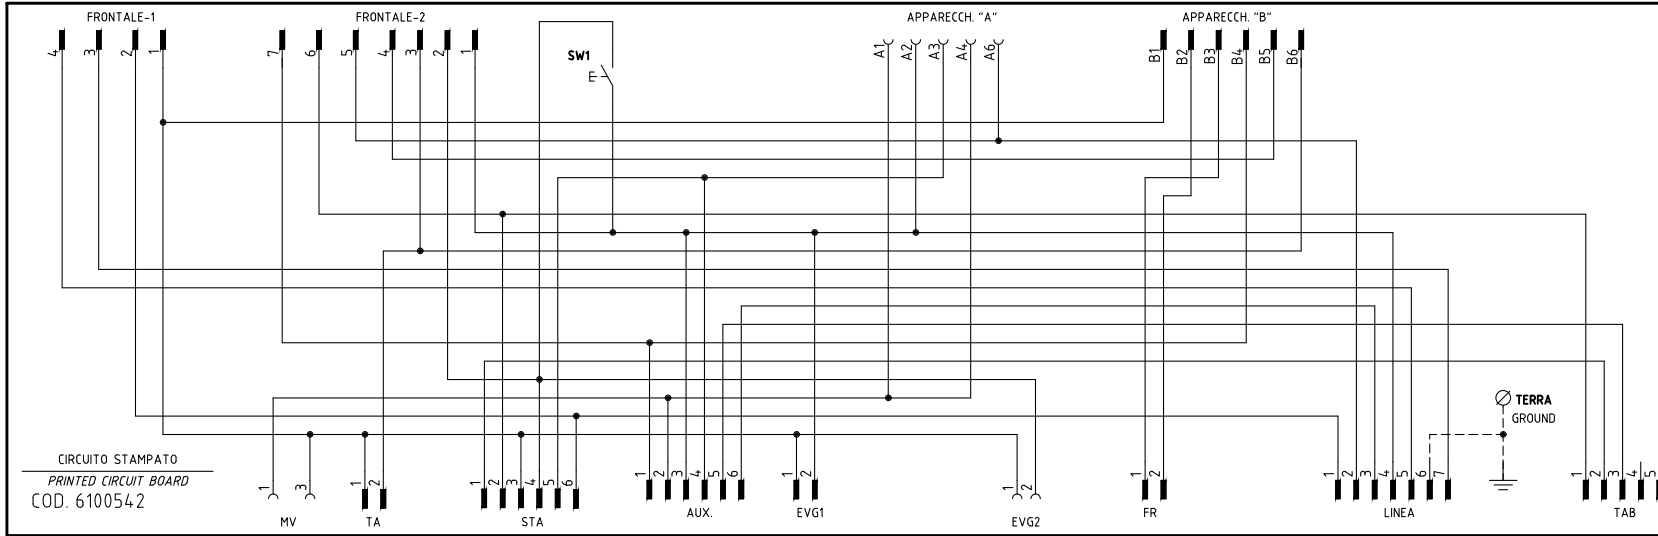 FRONTALE-1 FRONTALE-2 APPARECCH. "A" APPARECCH. "B"
4 3 2 1 7 6 5 4 3 2 1 A1 A2 A3 A4 A6 B1 B2 B3 B4 B5 B6
SW1
E
TERRA
GROUND
CIRCUITO STAMPATO
PRINTED CIRCUIT BOARD
COD. 6100542
1 3 1 2 1 2 3 4 5 6 1 2 3 4 5 6 1 2 1 2 1 2 1 2 3 4 5 6 7 1 2 3 4 5
MV TA STA AUX. EVG1 EVG2 FR LINEA TAB